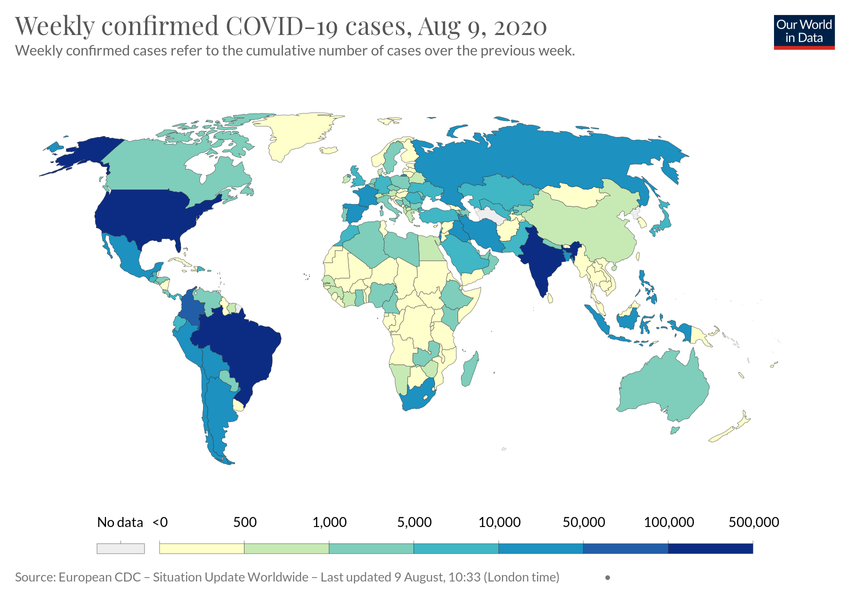 Weekly confirmed COVID-19 cases, Aug 9, 2020
Weekly confirmed cases refer to the cumulative number of cases over the previous week.
Our World
in Data
No data <0 500 1,000 5,000 10,000 50,000 100,000 500,000
Source: European CDC – Situation Update Worldwide – Last updated 9 August, 10:33 (London time) •